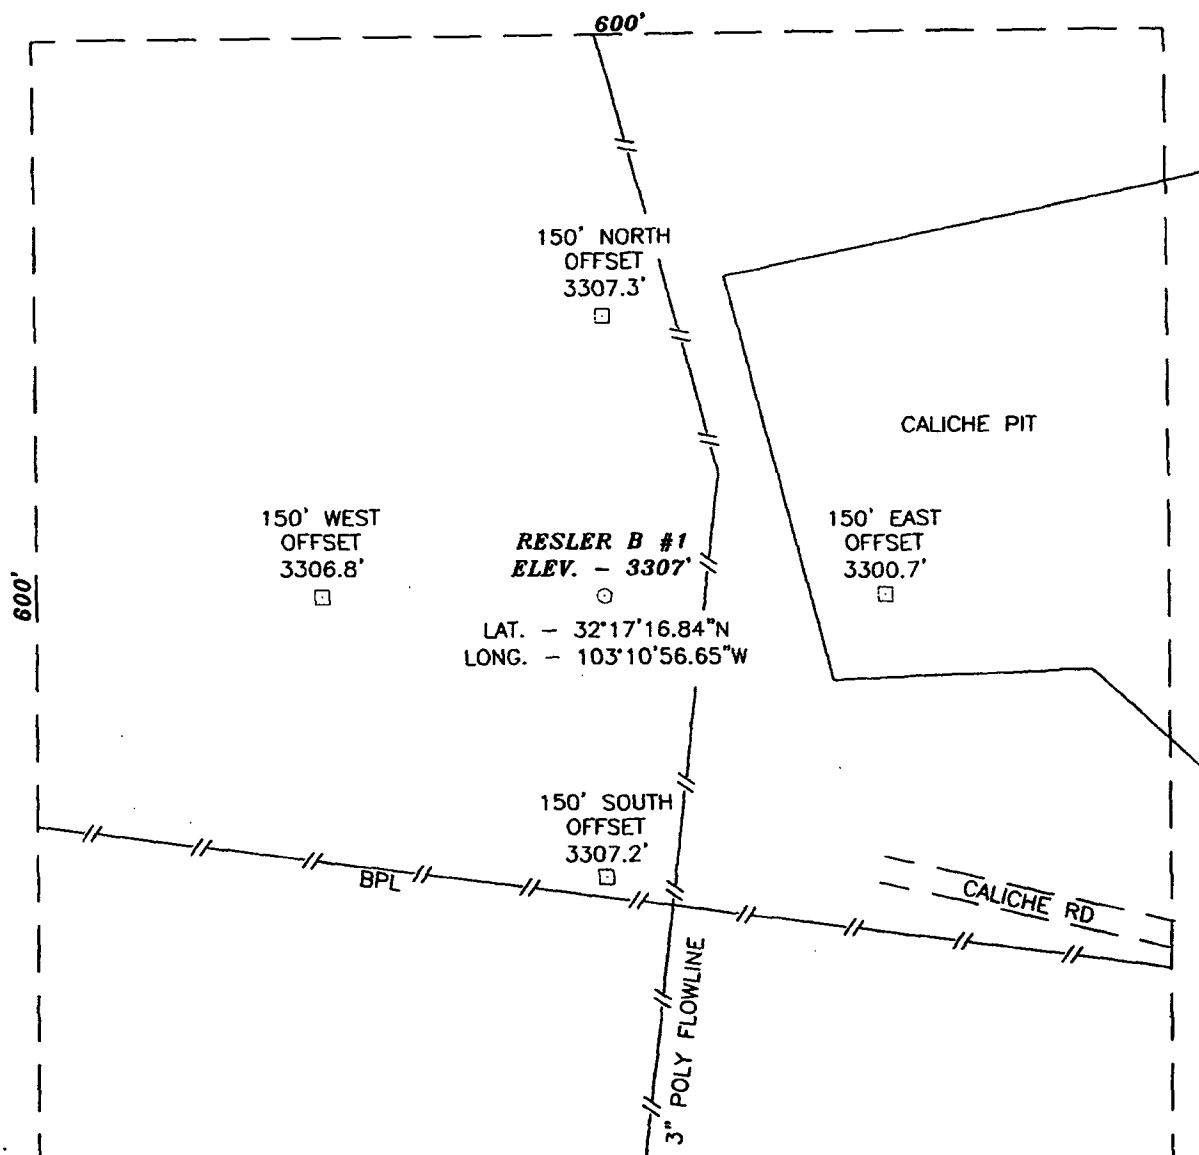 600'
150' NORTH
OFFSET
3307.3'
CALICHE PIT
150' WEST
OFFSET
3306.8'
RESLER B #1
ELEV. - 3307'
150' EAST
OFFSET
3300.7'
600'
LAT. - 32°17'16.84"N
LONG. - 103°10'56.65"W
150' SOUTH
OFFSET
3307.2'
BPL
CALICHE RD
3" POLY FLOWLINE